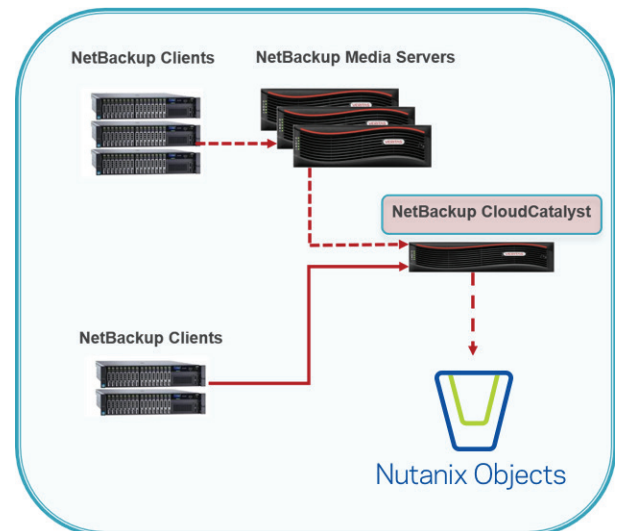 NetBackup Clients
NetBackup Media Servers
NetBackup CloudCatalyst
NetBackup Clients
Nutanix Objects